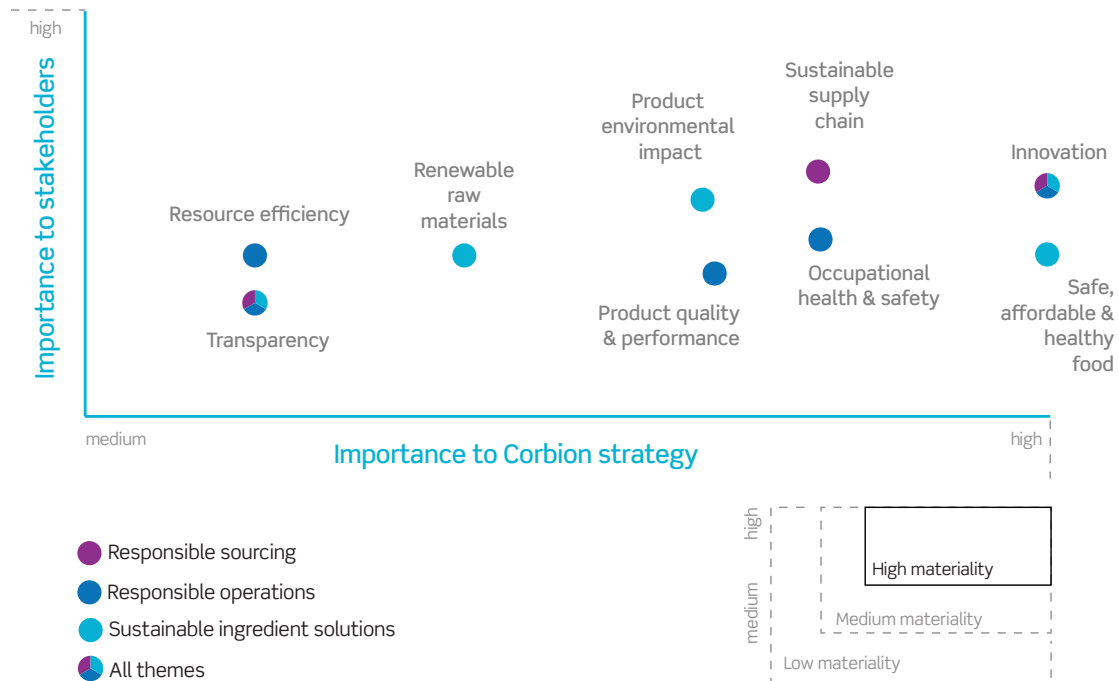 high
Importance to stakeholders
Sustainable
supply
chain
Product
environmental
impact
Innovation
Renewable
raw
materials
Resource efficiency
Transparency
Product quality
& performance
Occupational
health & safety
Safe,
affordable &
healthy
food
medium
high
Importance to Corbion strategy
Responsible sourcing
Responsible operations
Sustainable ingredient solutions
All themes
high
medium
High materiality
Medium materiality
Low materiality